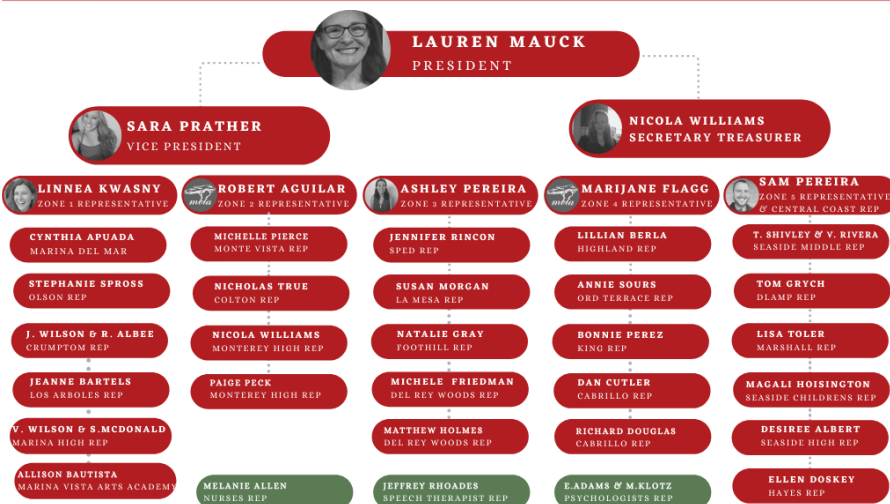 LAUREN MAUCK
PRESIDENT
SARA PRATHER
VICE PRESIDENT
NICOLA WILLIAMS
SECRETARY TREASURER
LINNEA KWASNY
ZONE 1 REPRESENTATIVE
CYNTHIA APUADA
MARINA DEL MAR
STEPHANIE SPROSS
OLSON REP
J. WILSON & R. ALBEE
CRUMPTOM REP
JEANNE BARTELS
LOS ARBOLES REP
V. WILSON & S.MCDONALD
MARINA HIGH REP
ALLISON BAUTISTA
MARINA VISTA ARTS ACADEMY
mbta
ROBERT AGUILAR
ZONE 2 REPRESENTATIVE
MICHELLE PIERCE
MONTE VISTA REP
NICHOLAS TRUE
COLTON REP
NICOLA WILLIAMS
MONTEREY HIGH REP
PAIGE PECK
MONTEREY HIGH REP
MELANIE ALLEN
NURSES REP
ASHLEY PEREIRA
ZONE 3 REPRESENTATIVE
JENNIFER RINCON
SPED REP
SUSAN MORGAN
LA MESA REP
NATALIE GRAY
FOOTHILL REP
MICHELE FRIEDMAN
DEL REY WOODS REP
MATTHEW HOLMES
DEL REY WOODS REP
JEFFREY RHOADES
SPEECH THERAPIST REP
mbta
MARIJANE FLAGG
ZONE 4 REPRESENTATIVE
LILLIAN BERLA
HIGHLAND REP
ANNIE SOURS
ORD TERRACE REP
BONNIE PEREZ
KING REP
DAN CUTLER
CABRILLO REP
RICHARD DOUGLAS
CABRILLO REP
E.ADAMS & M.KLOTZ
PSYCHOLOGISTS REP
SAM PEREIRA
ZONE 5 REPRESENTATIVE
& CENTRAL COAST REP
T. SHIVLEY & V. RIVERA
SEASIDE MIDDLE REP
TOM GRYCH
DLAMP REP
LISA TOLER
MARSHALL REP
MAGALI HOISINGTON
SEASIDE CHILDRENS REP
DESIREE ALBERT
SEASIDE HIGH REP
ELLEN DOSKEY
HAYES REP